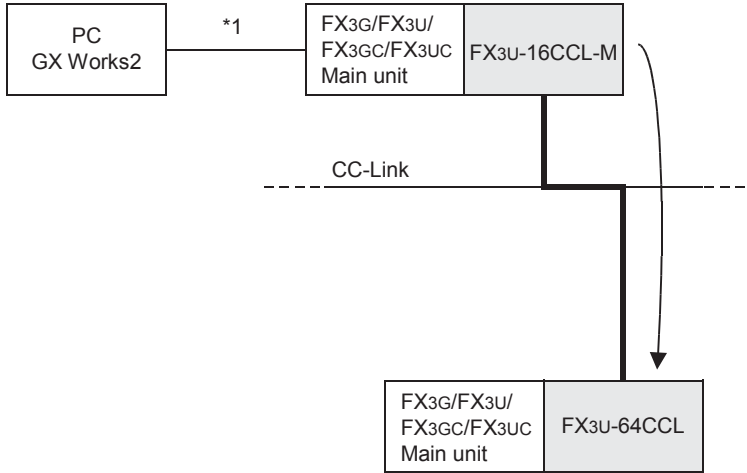 PC
GX Works2
*1
FX3G/FX3U/
FX3GC/FX3UC
Main unit
FX3U-16CCL-M
CC-Link
FX3G/FX3U/
FX3GC/FX3UC
Main unit
FX3U-64CCL